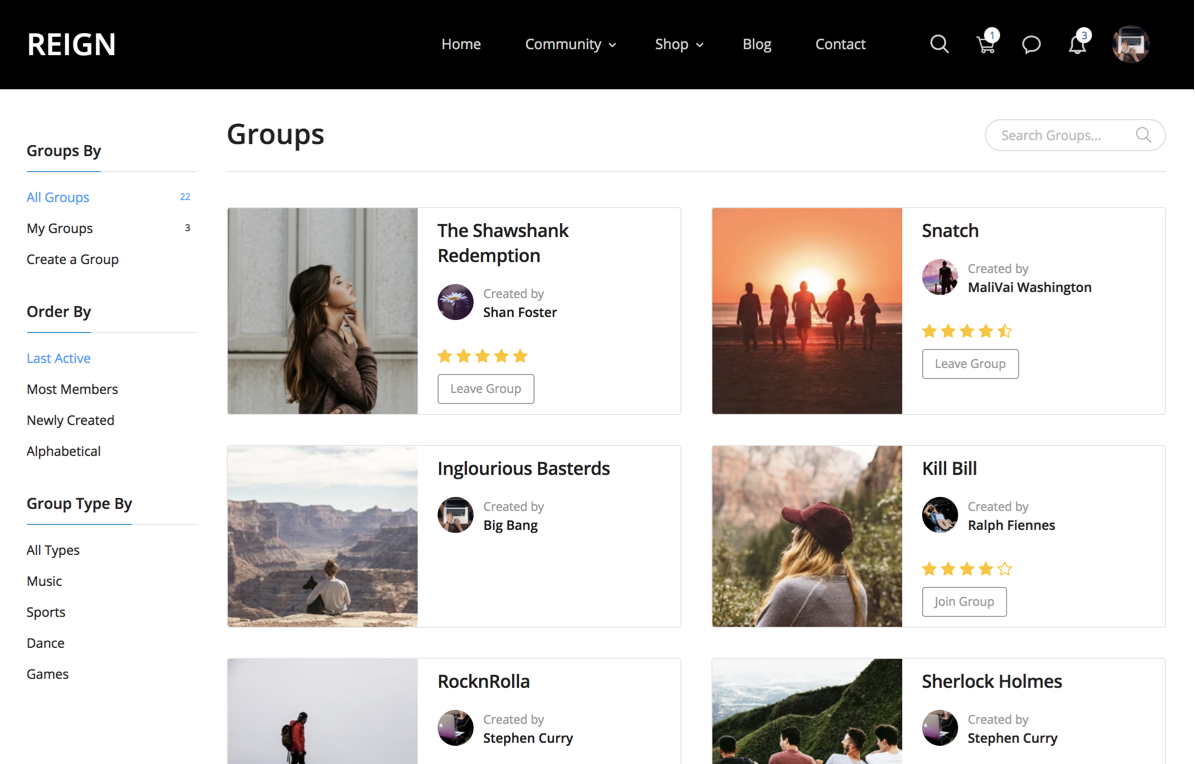 REIGN
Home
Community
Shop
Blog
Contact
1
3
Groups By
All Groups 22
My Groups 3
Create a Group
Order By
Last Active
Most Members
Newly Created
Alphabetical
Group Type By
All Types
Music
Sports
Dance
Games
Groups
Search Groups...
The Shawshank
Redemption
Created by
Shan Foster
Leave Group
Snatch
Created by
MaliVai Washington
Leave Group
Inglourious Basterds
Created by
Big Bang
Kill Bill
Created by
Ralph Fiennes
Join Group
RocknRolla
Created by
Stephen Curry
Sherlock Holmes
Created by
Stephen Curry